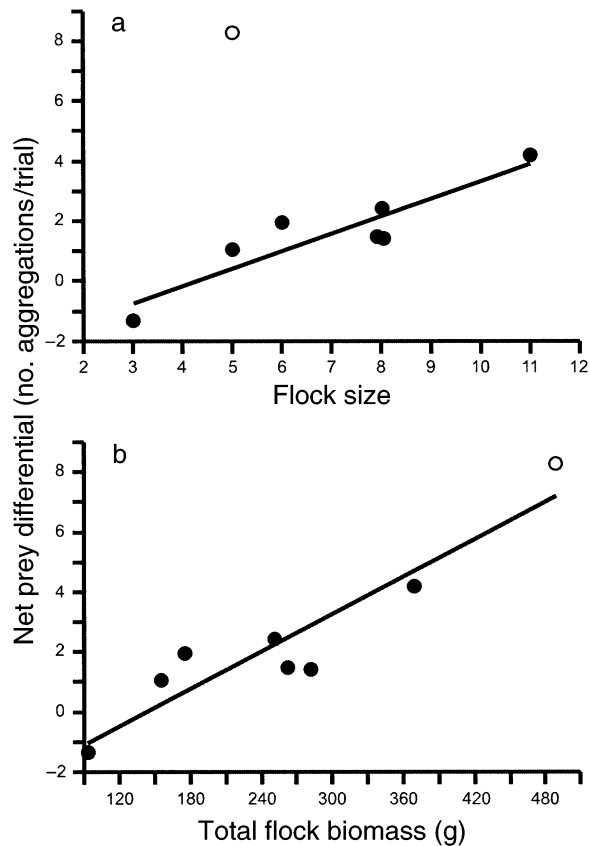 a
8
6
4
2
0
–2
2 3 4 5 6 7 8 9 10 11 12
Flock size
Net prey differential (no. aggregations/trial)
b
8
6
4
2
0
–2
120 180 240 300 360 420 480
Total flock biomass (g)